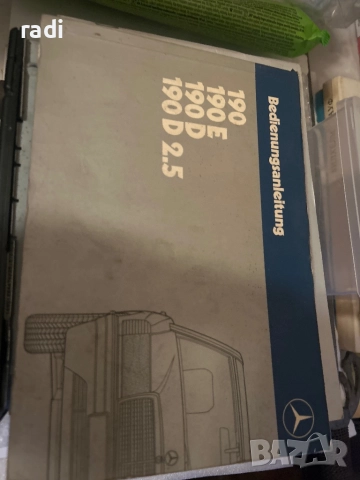 radi
Bedienungsanleitung
190
190 E
190 D
190 D 2.5
BAZAR